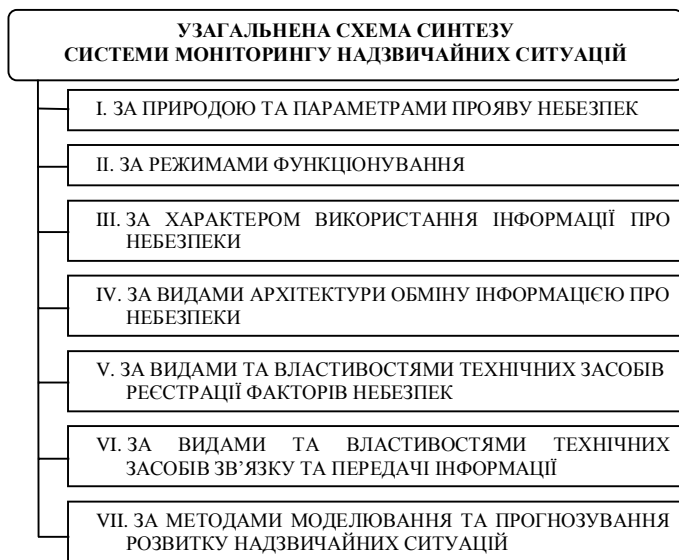 УЗАГАЛЬНЕНА СХЕМА СИНТЕЗУ
СИСТЕМИ МОНІТОРИНГУ НАДЗВИЧАЙНИХ СИТУАЦІЙ
I. ЗА ПРИРОДОЮ ТА ПАРАМЕТРАМИ ПРОЯВУ НЕБЕЗПЕК
II. ЗА РЕЖИМАМИ ФУНКЦІОНУВАННЯ
III. ЗА ХАРАКТЕРОМ ВИКОРИСТАННЯ ІНФОРМАЦІЇ ПРО
НЕБЕЗПЕКИ
IV. ЗА ВИДАМИ АРХІТЕКТУРИ ОБМІНУ ІНФОРМАЦІЄЮ ПРО
НЕБЕЗПЕКИ
V. ЗА ВИДАМИ ТА ВЛАСТИВОСТЯМИ ТЕХНІЧНИХ ЗАСОБІВ
РЕЄСТРАЦІЇ ФАКТОРІВ НЕБЕЗПЕК
VI. ЗА ВИДАМИ ТА ВЛАСТИВОСТЯМИ ТЕХНІЧНИХ
ЗАСОБІВ ЗВ’ЯЗКУ ТА ПЕРЕДАЧІ ІНФОРМАЦІЇ
VII. ЗА МЕТОДАМИ МОДЕЛЮВАННЯ ТА ПРОГНОЗУВАННЯ
РОЗВИТКУ НАДЗВИЧАЙНИХ СИТУАЦІЙ